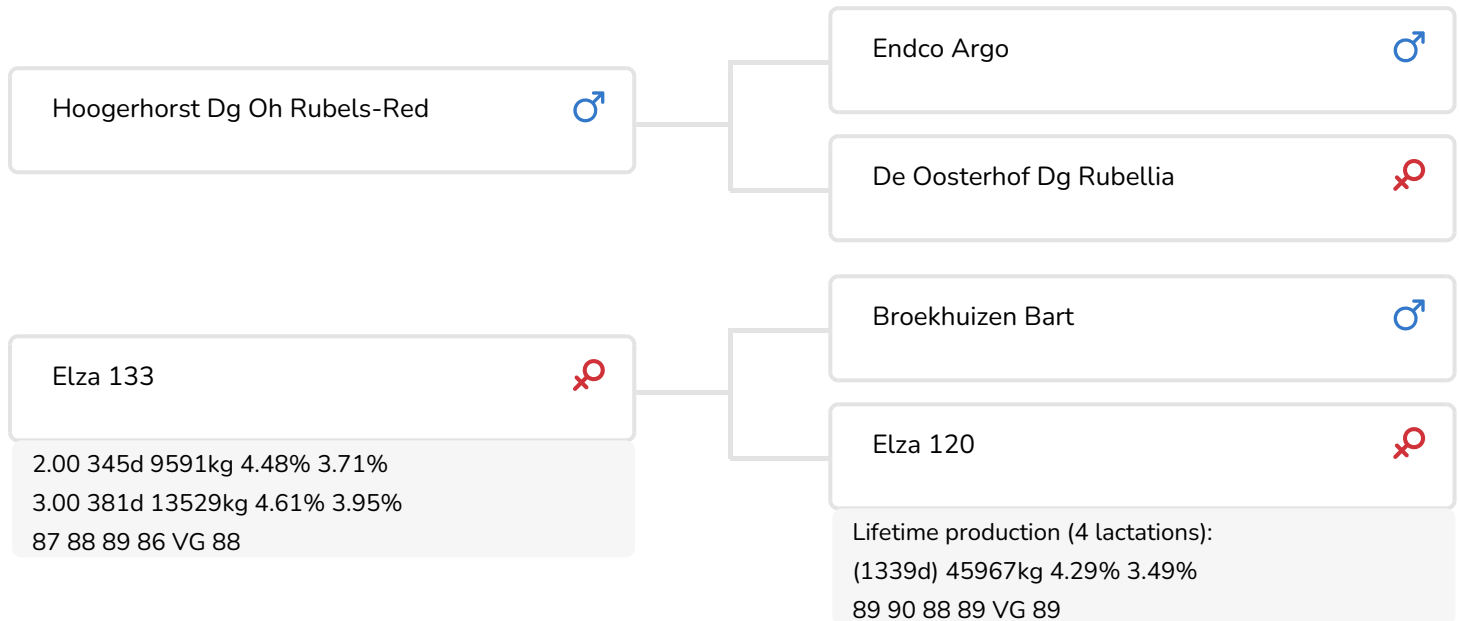 Hoogerhorst Dg Oh Rubels-Red
Endco Argo
De Oosterhof Dg Rubellia
Elza 133
2.00 345d 9591kg 4.48% 3.71%
3.00 381d 13529kg 4.61% 3.95%
87 88 89 86 VG 88
Broekhuizen Bart
Elza 120
Lifetime production (4 lactations):
(1339d) 45967kg 4.29% 3.49%
89 90 88 89 VG 89